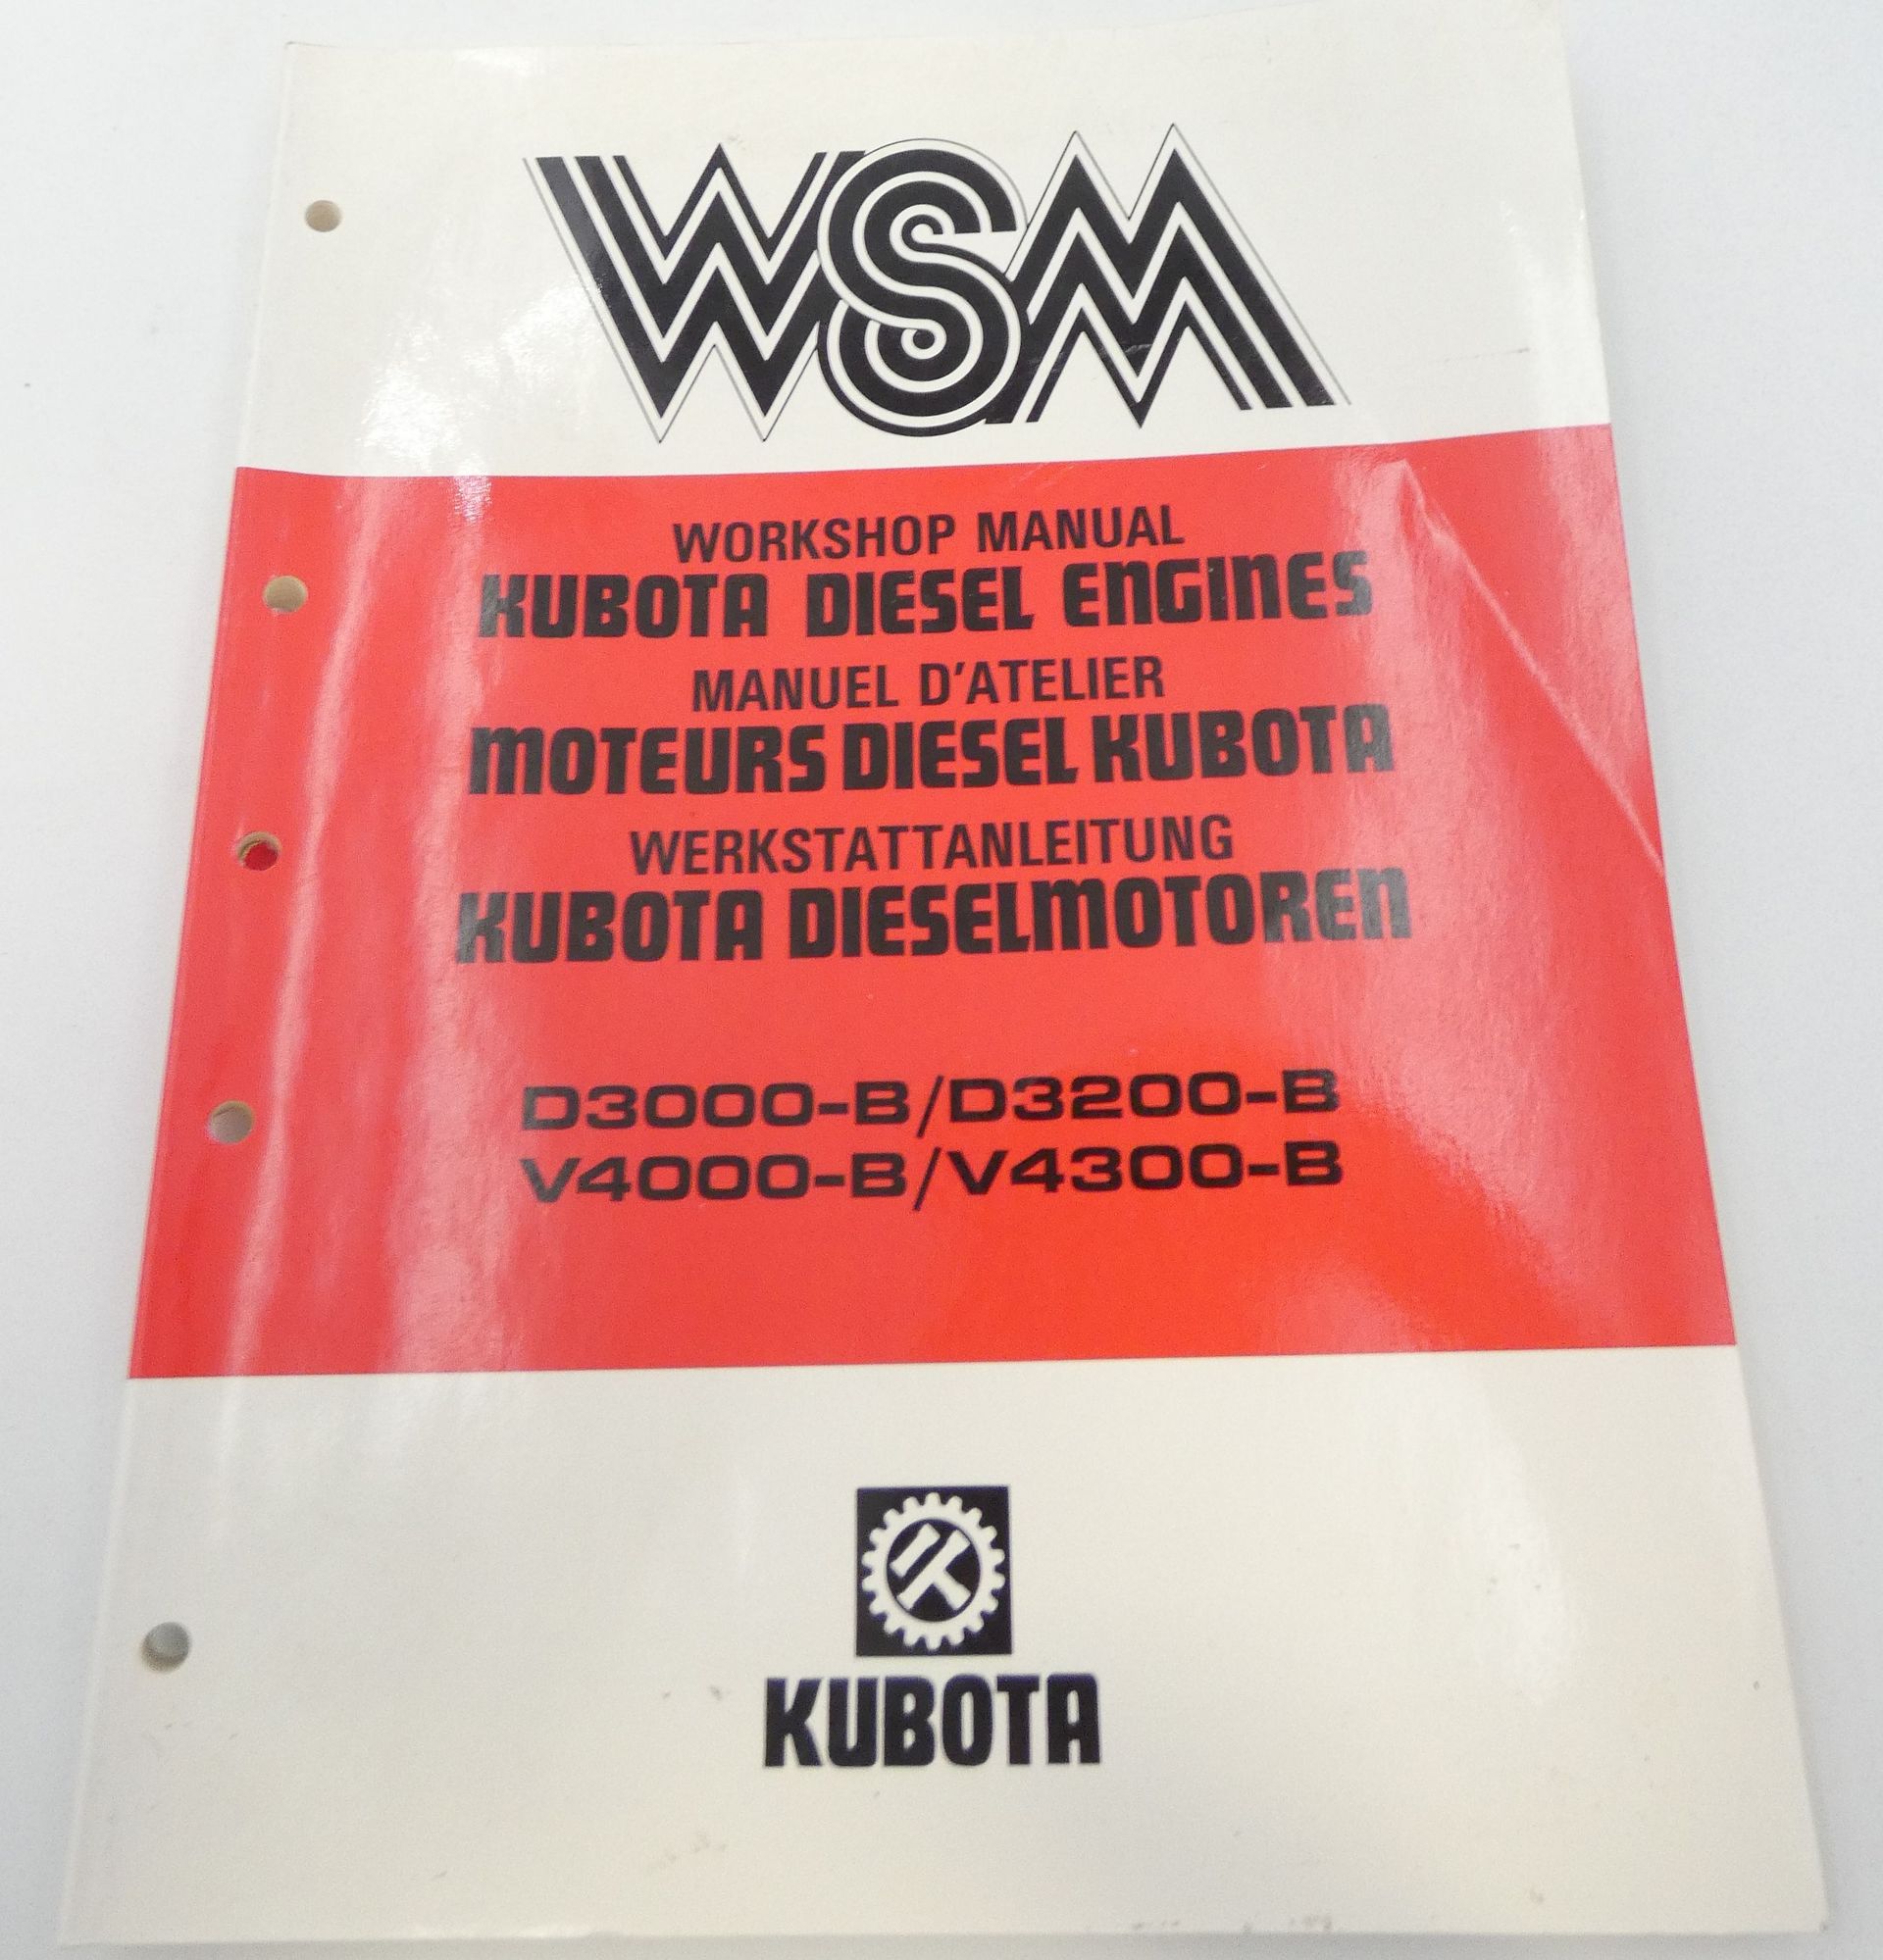 WSM
WORKSHOP MANUAL
KUBOTA DIESEL ENGINES
MANUEL D'ATELIER
MOTEURS DIESEL KUBOTA
WERKSTATTANLEITUNG
KUBOTA DIESELMOTOREN
D3000-B/D3200-B
V4000-B/V4300-B
KUBOTA